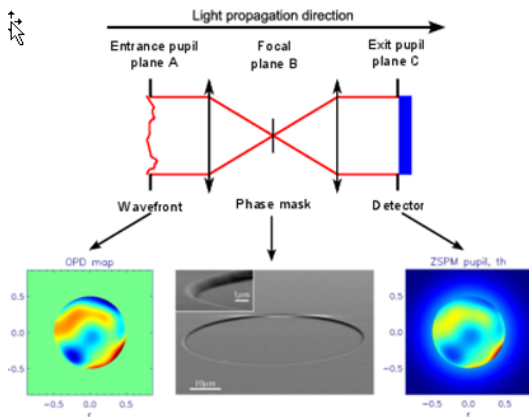 Light propagation direction
Entrance pupil
plane A
Focal
plane B
Exit pupil
plane C
Wavefront
Phase mask
Detector
OPD map
0.5
0.0
-0.5
-0.5 0.0 0.5
r
1μm
10μm
ZSPM pupil, th
0.5
0.0
-0.5
-0.5 0.0 0.5
r